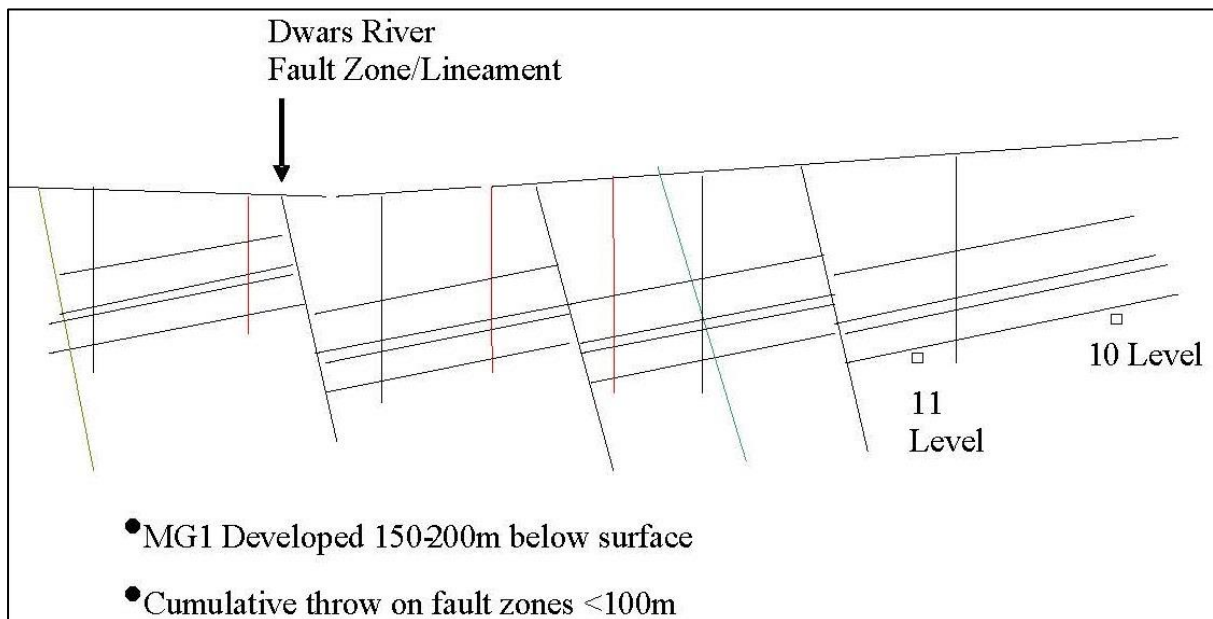 Dwars River
Fault Zone/Lineament
10 Level
11
Level
●MG1 Developed 150-200m below surface
●Cumulative throw on fault zones <100m